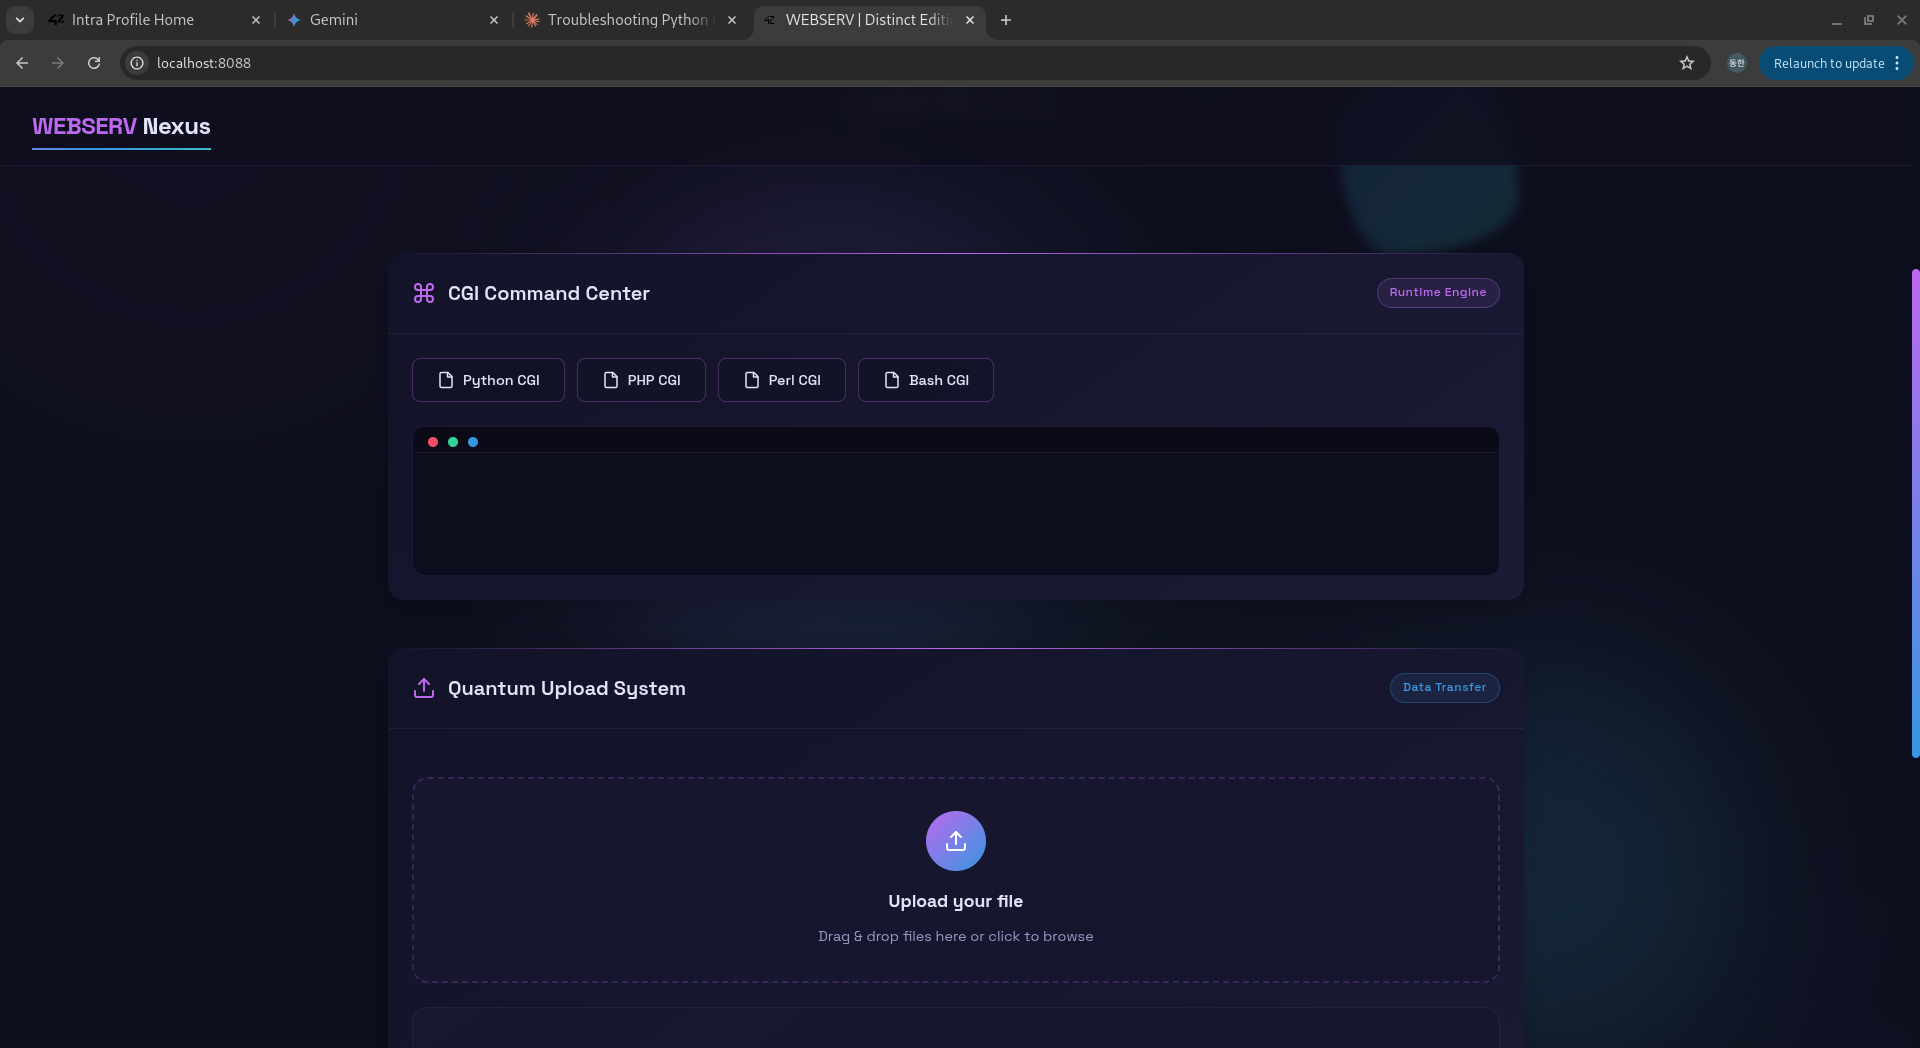 Intra Profile Home
Gemini
Troubleshooting Python
WEBSERV | Distinct Editi
localhost:8088
동한
Relaunch to update
WEBSERV Nexus
CGI Command Center
Runtime Engine
Python CGI
PHP CGI
Perl CGI
Bash CGI
Quantum Upload System
Data Transfer
Upload your file
Drag & drop files here or click to browse